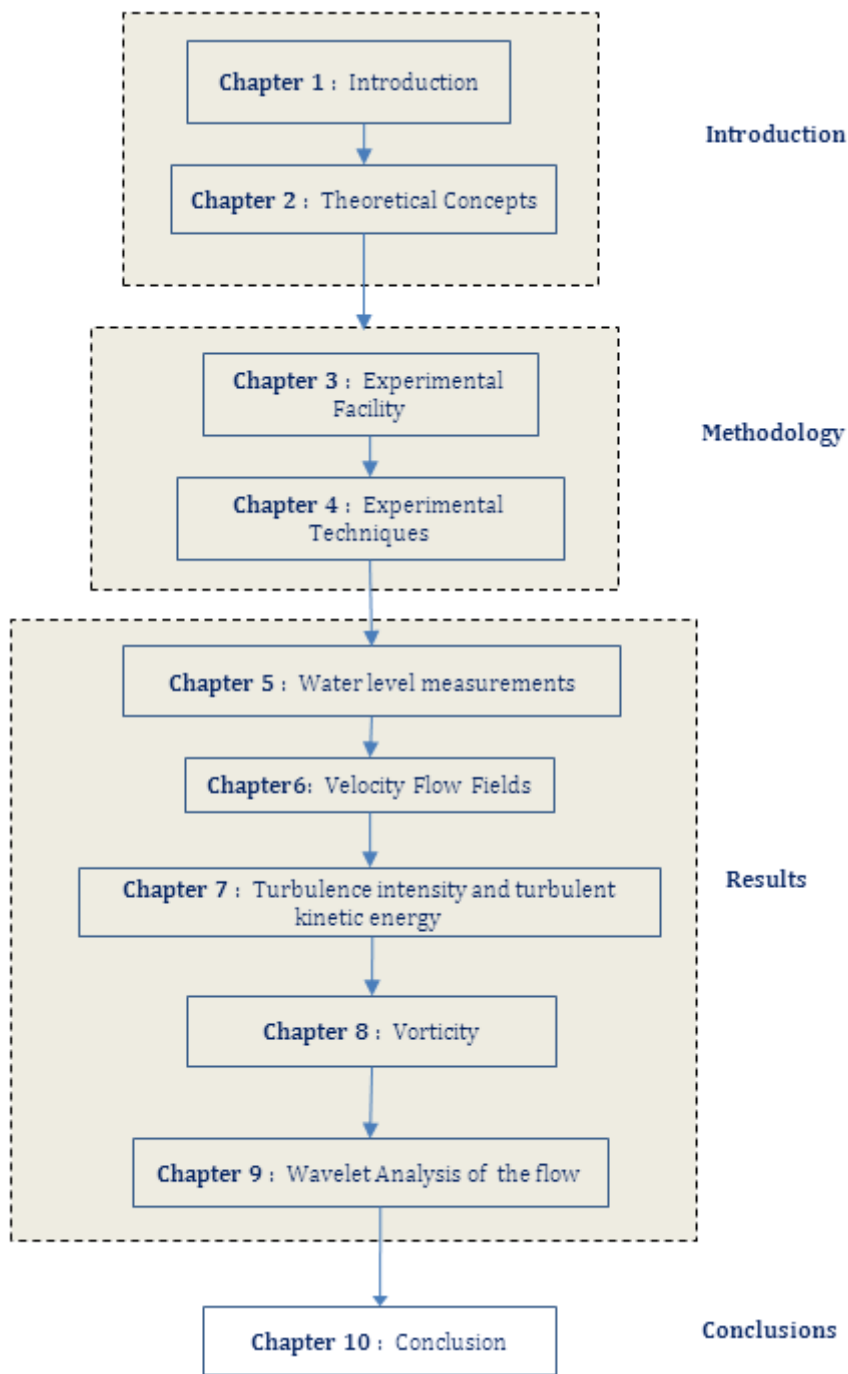 Chapter 1 : Introduction
Introduction
Chapter 2 : Theoretical Concepts
Chapter 3 : Experimental
Facility
Methodology
Chapter 4 : Experimental
Techniques
Chapter 5 : Water level measurements
Chapter6: Velocity Flow Fields
Chapter 7 : Turbulence intensity and turbulent
kinetic energy
Results
Chapter 8 : Vorticity
Chapter 9 : Wavelet Analysis of the flow
Chapter 10 : Conclusion
Conclusions